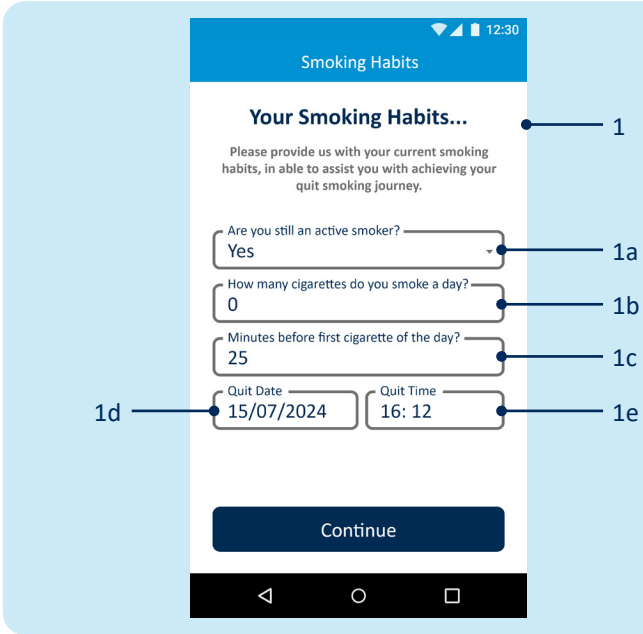 12:30
Smoking Habits
Your Smoking Habits...
1
Please provide us with your current smoking
habits, in able to assist you with achieving your
quit smoking journey.
Are you still an active smoker?
Yes
1a
How many cigarettes do you smoke a day?
0
1b
Minutes before first cigarette of the day?
25
1c
Quit Date
Quit Time
1d
15/07/2024
16: 12
1e
Continue